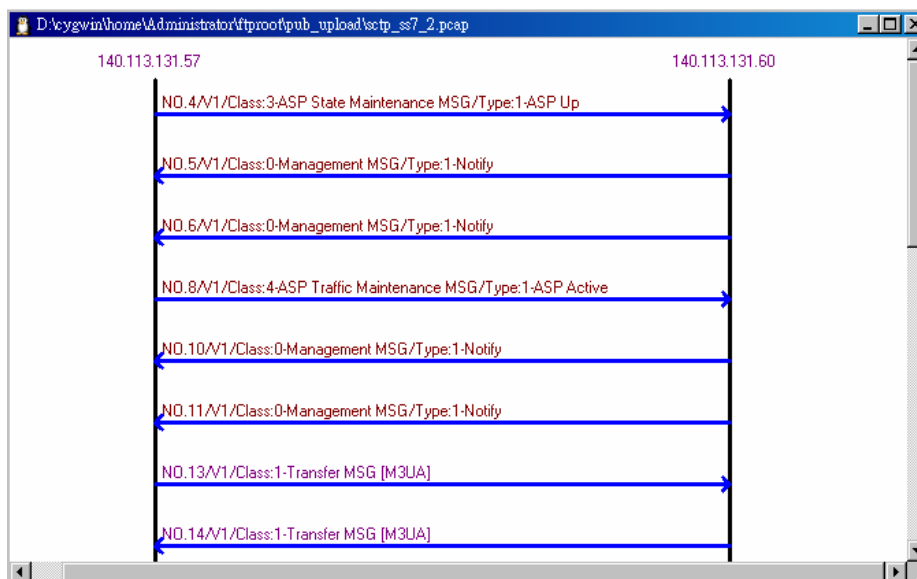 D:\cygwin\home\Administrator\ftproot\pub_upload\sctp_ss7_2.pcap
140.113.131.57 140.113.131.60
NO.4/V1/Class:3-ASP State Maintenance MSG/Type:1-ASP Up
NO.5/V1/Class:0-Management MSG/Type:1-Notify
NO.6/V1/Class:0-Management MSG/Type:1-Notify
NO.8/V1/Class:4-ASP Traffic Maintenance MSG/Type:1-ASP Active
NO.10/V1/Class:0-Management MSG/Type:1-Notify
NO.11/V1/Class:0-Management MSG/Type:1-Notify
NO.13/V1/Class:1-Transfer MSG [M3UA]
NO.14/V1/Class:1-Transfer MSG [M3UA]